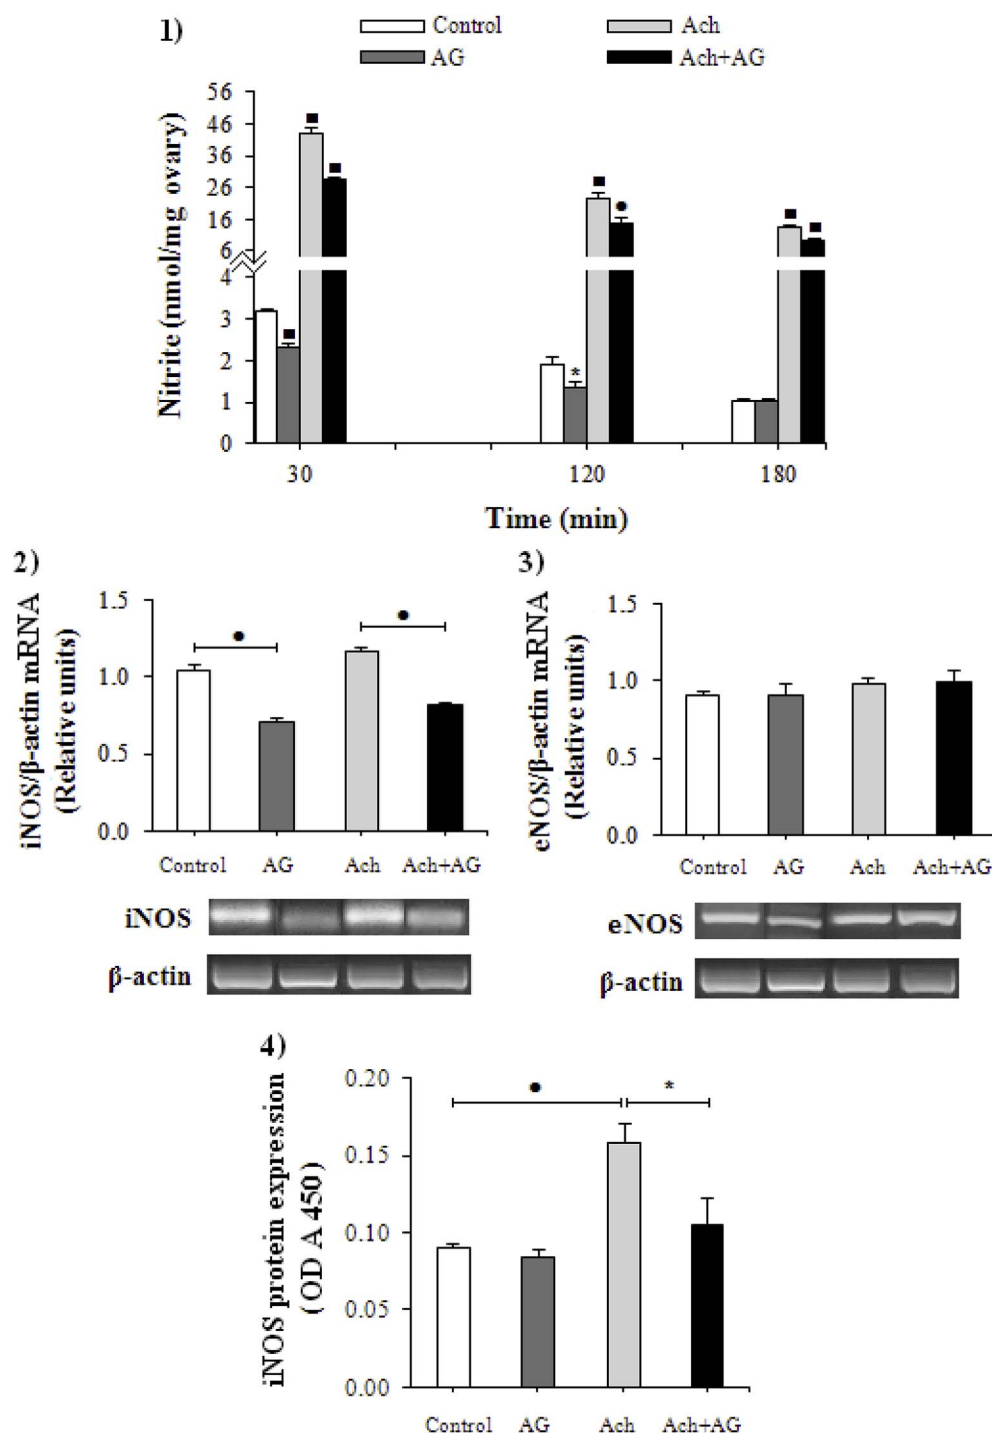 1)
Control
Ach
AG
Ach+AG
Nitrite (nmol/mg ovary)
56
46
36
26
16
6
4
3
2
1
0
*
30
120
180
Time (min)
2)
iNOS/β-actin mRNA
(Relative units)
1.5
1.0
0.5
0.0
Control
AG
Ach
Ach+AG
iNOS
β-actin
3)
eNOS/β-actin mRNA
(Relative units)
1.5
1.0
0.5
0.0
Control
AG
Ach
Ach+AG
eNOS
β-actin
4)
iNOS protein expression
(OD A 450)
0.20
0.15
0.10
0.05
0.00
*
Control
AG
Ach
Ach+AG